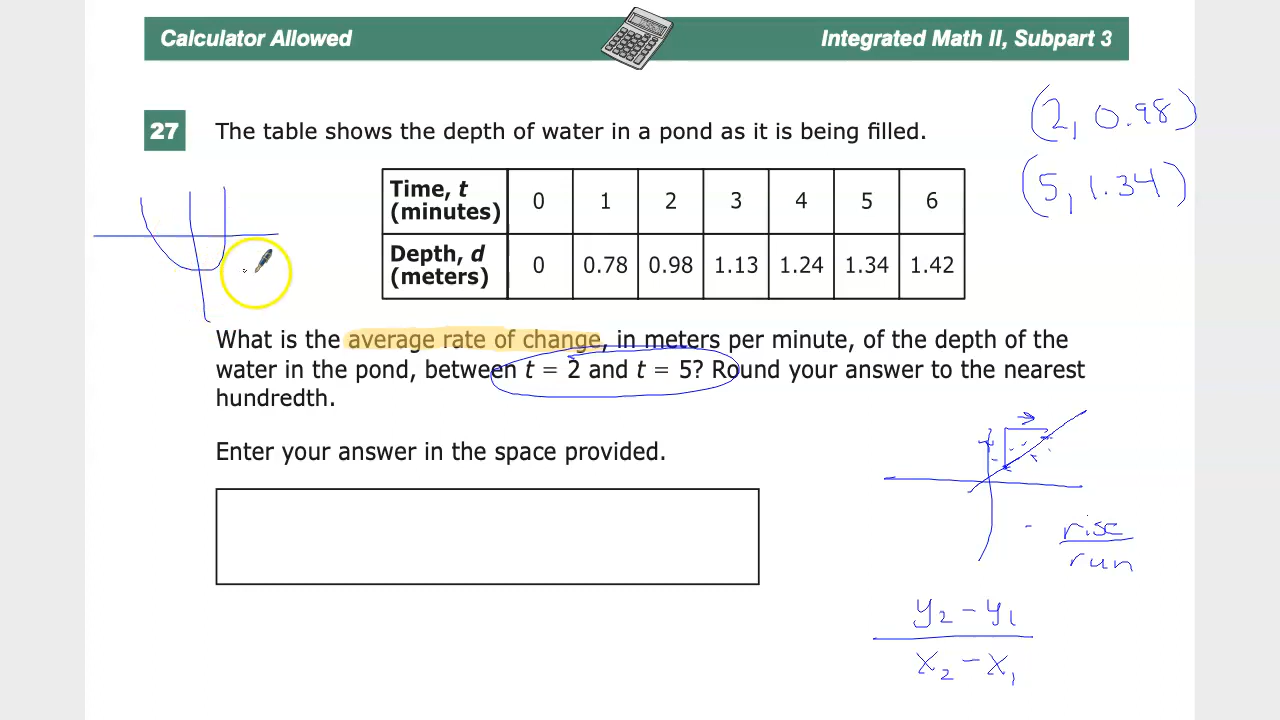 Calculator Allowed
Integrated Math II, Subpart 3
(2, 0.98)
(5, 1.34)
27 The table shows the depth of water in a pond as it is being filled.
Time, t (minutes) 0 1 2 3 4 5 6
Depth, d (meters) 0 0.78 0.98 1.13 1.24 1.34 1.42
What is the average rate of change, in meters per minute, of the depth of the
water in the pond, between t = 2 and t = 5? Round your answer to the nearest
hundredth.
Enter your answer in the space provided.
rise
run
y₂ - y₁
x₂ - x₁